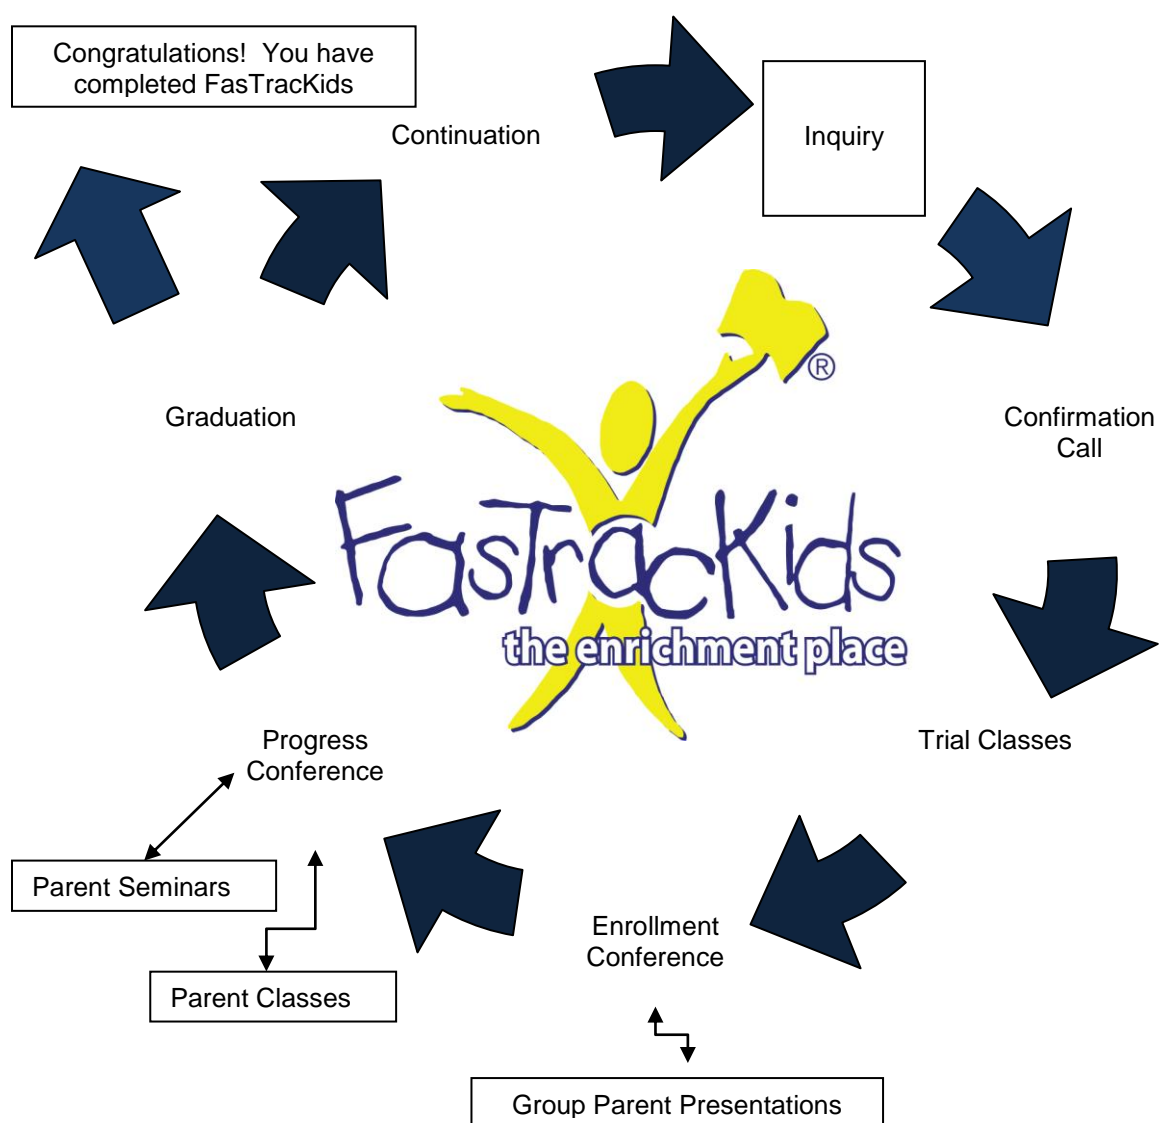 Congratulations!  You have
completed FasTracKids
Continuation
Inquiry
Confirmation
Call
Trial Classes
Enrollment
Conference
Group Parent Presentations
Progress
Conference
Parent Seminars
Parent Classes
Graduation
FasTracKids
the enrichment place
®